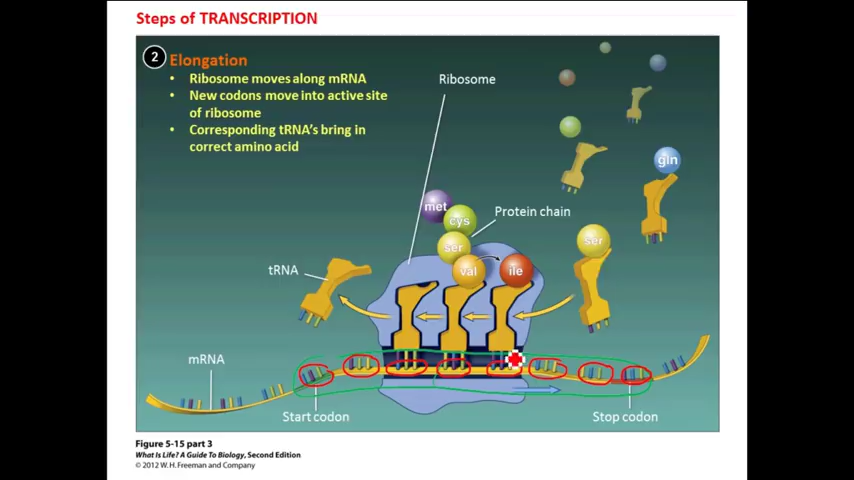 Steps of TRANSCRIPTION
2
Elongation
• Ribosome moves along mRNA
• New codons move into active site
of ribosome
• Corresponding tRNA's bring in
correct amino acid
Ribosome
gln
met
cys
Protein chain
ser
ser
val
ile
tRNA
mRNA
Start codon
Stop codon
Figure 5-15 part 3
What Is Life? A Guide To Biology, Second Edition
© 2012 W. H. Freeman and Company